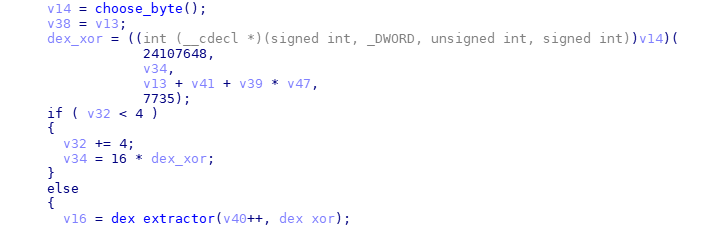 v14 = choose_byte();
v38 = v13;
dex_xor = ((int (__cdecl *)(signed int, _DWORD, unsigned int, signed int))v14)(
24107648,
v34,
v13 + v41 + v39 * v47,
7735);
if ( v32 < 4 )
{
v32 += 4;
v34 = 16 * dex_xor;
}
else
{
v16 = dex_extractor(v40++, dex_xor);